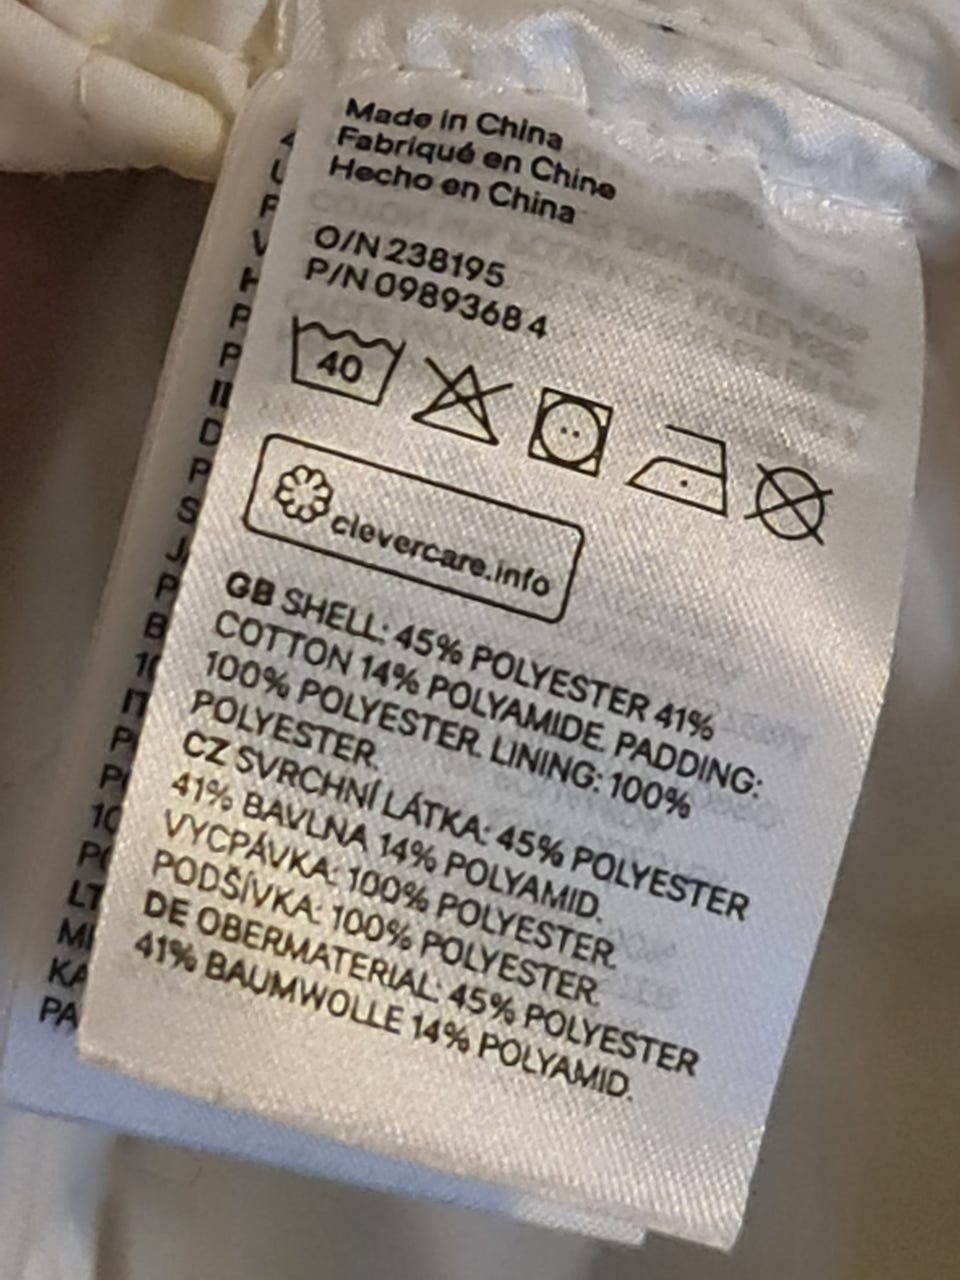 Made in China
Fabriqué en Chine
Hecho en China
O/N 238195
P/N 0989368 4
40
clevercare.info
GB SHELL: 45% POLYESTER 41%
COTTON 14% POLYAMIDE. PADDING:
100% POLYESTER. LINING: 100%
POLYESTER.
CZ SVRCHNÍ LÁTKA: 45% POLYESTER
41% BAVLNA 14% POLYAMID.
VYCPÁVKA: 100% POLYESTER.
PODŠÍVKA: 100% POLYESTER.
DE OBERMATERIAL: 45% POLYESTER
41% BAUMWOLLE 14% POLYAMID.